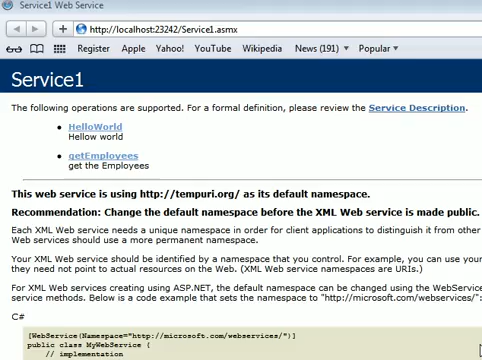 Service1 Web Service
http://localhost:23242/Service1.asmx
Register Apple Yahoo! YouTube Wikipedia News (191) Popular
Service1
The following operations are supported. For a formal definition, please review the Service Description.
HelloWorld
Hellow world
getEmployees
get the Employees
This web service is using http://tempuri.org/ as its default namespace.
Recommendation: Change the default namespace before the XML Web service is made public.
Each XML Web service needs a unique namespace in order for client applications to distinguish it from other
Web services should use a more permanent namespace.
Your XML Web service should be identified by a namespace that you control. For example, you can use your
they need not point to actual resources on the Web. (XML Web service namespaces are URIs.)
For XML Web services creating using ASP.NET, the default namespace can be changed using the WebService
service methods. Below is a code example that sets the namespace to "http://microsoft.com/webservices/":
C#
[WebService(Namespace="http://microsoft.com/webservices/")]
public class MyWebService {
// implementation